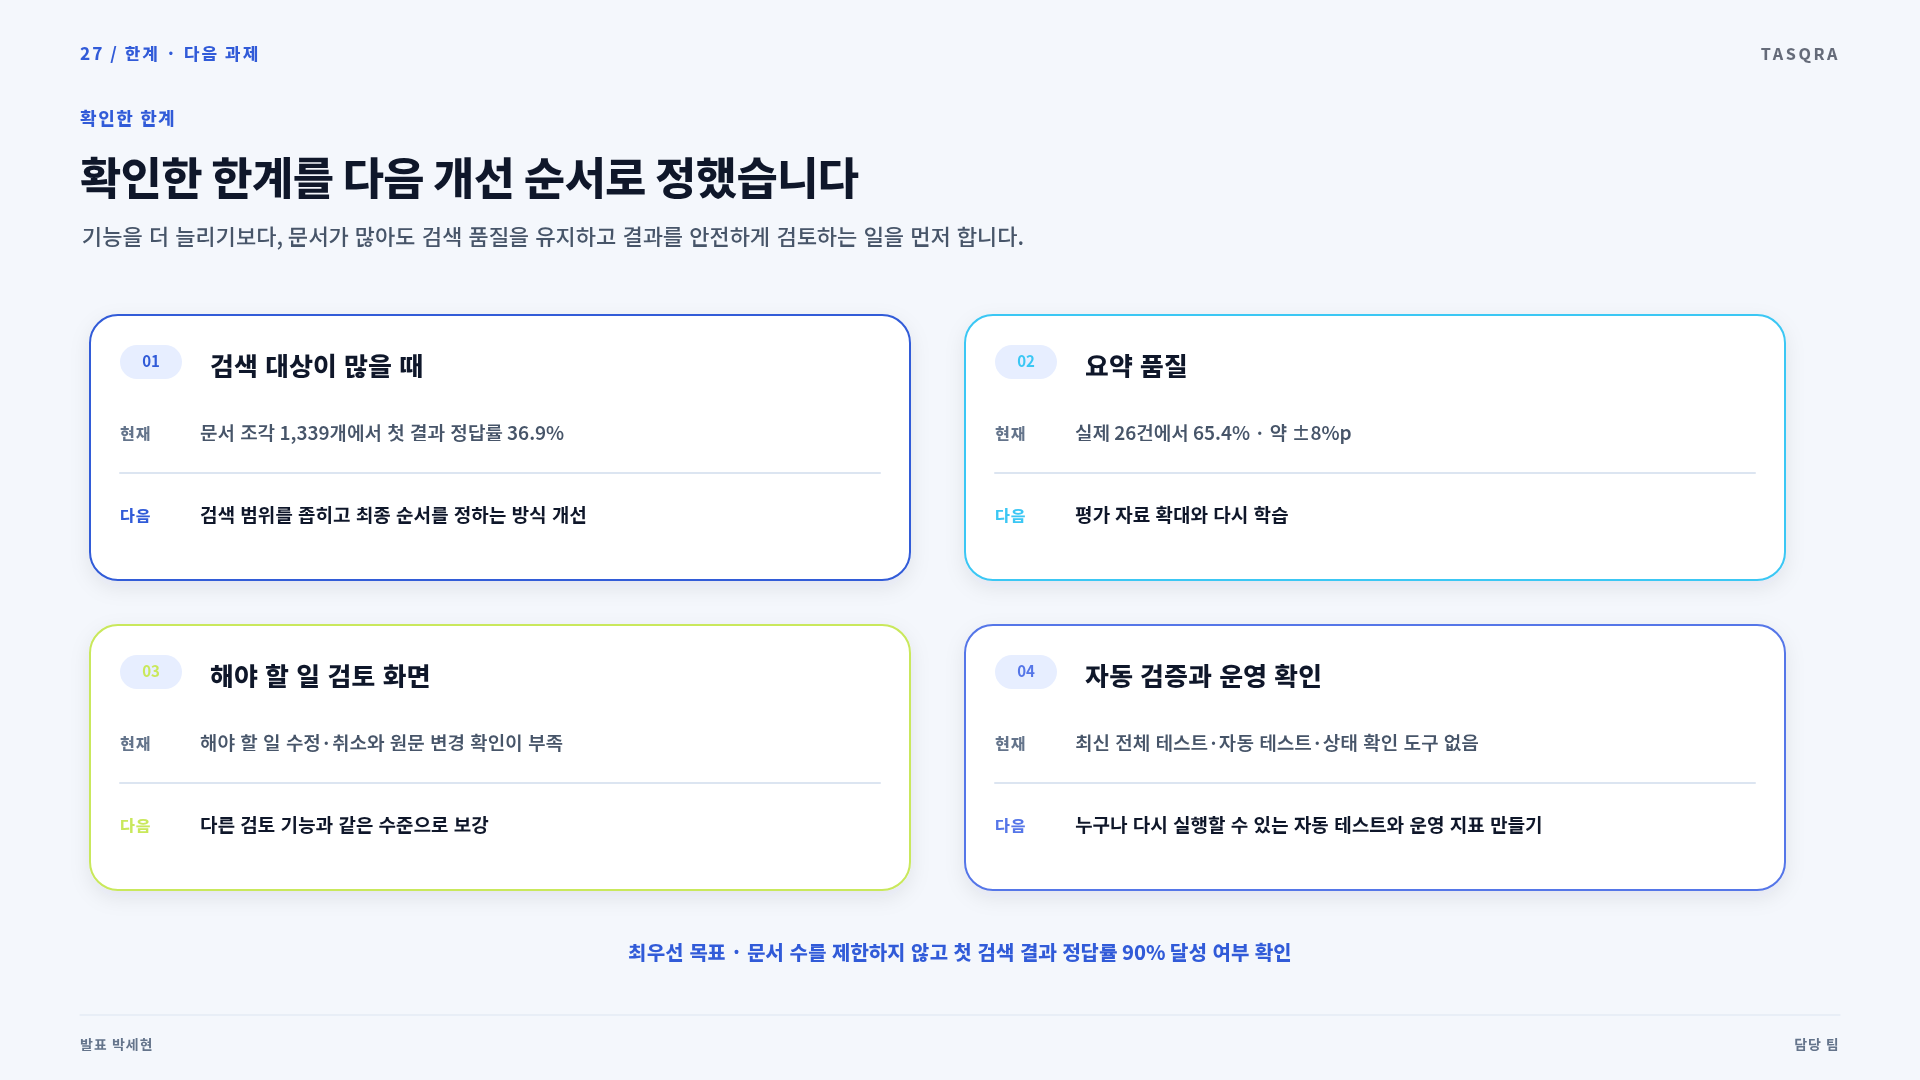 27 / 한계 · 다음 과제
TASQRA
확인한 한계
확인한 한계를 다음 개선 순서로 정했습니다
기능을 더 늘리기보다, 문서가 많아도 검색 품질을 유지하고 결과를 안전하게 검토하는 일을 먼저 합니다.
01 검색 대상이 많을 때
현재 문서 조각 1,339개에서 첫 결과 정답률 36.9%
다음 검색 범위를 좁히고 최종 순서를 정하는 방식 개선
02 요약 품질
현재 실제 26건에서 65.4% · 약 ±8%p
다음 평가 자료 확대와 다시 학습
03 해야 할 일 검토 화면
현재 해야 할 일 수정·취소와 원문 변경 확인이 부족
다음 다른 검토 기능과 같은 수준으로 보강
04 자동 검증과 운영 확인
현재 최신 전체 테스트·자동 테스트·상태 확인 도구 없음
다음 누구나 다시 실행할 수 있는 자동 테스트와 운영 지표 만들기
최우선 목표 · 문서 수를 제한하지 않고 첫 검색 결과 정답률 90% 달성 여부 확인
발표 박세현
담당 팀